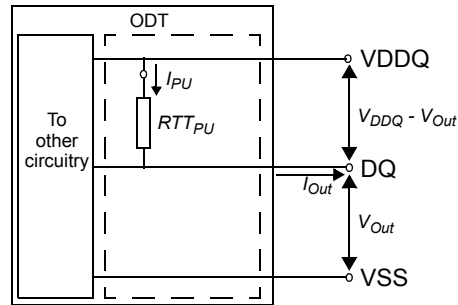 ODT
VDDQ
I_PU
To
other
circuitry
RTT_PU
V_DDQ - V_Out
DQ
I_Out
V_Out
VSS